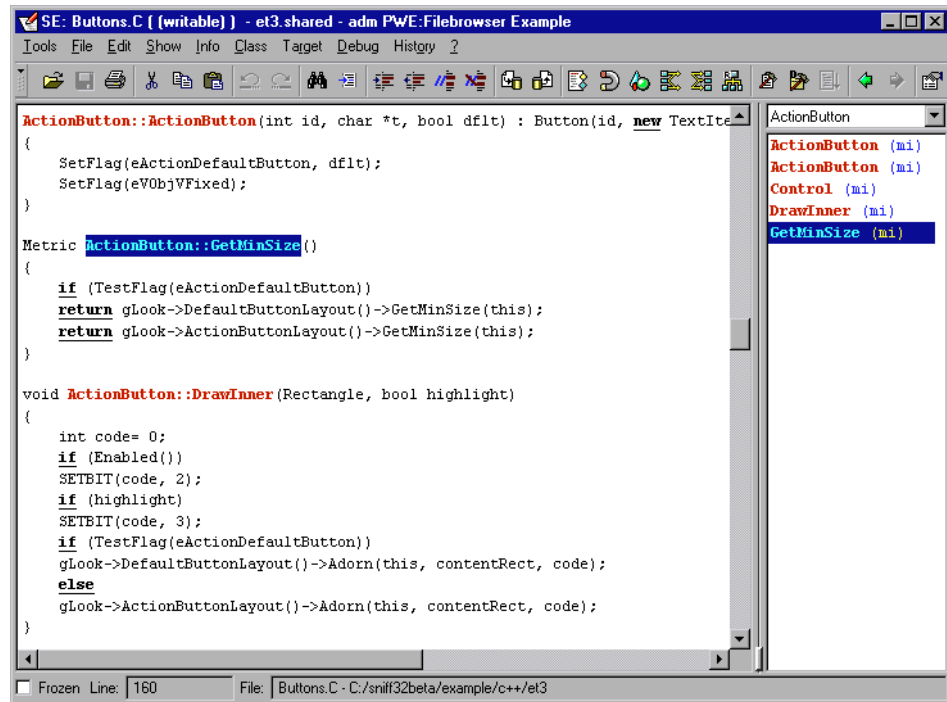 SE: Buttons.C ( (writable) ) - et3.shared - adm PWE:Filebrowser Example
Tools File Edit Show Info Class Target Debug History ?
ActionButton::ActionButton(int id, char *t, bool dflt) : Button(id, new TextIte
{
SetFlag(eActionDefaultButton, dflt);
SetFlag(eVObjVFixed);
}
Metric ActionButton::GetMinSize()
{
if (TestFlag(eActionDefaultButton))
return gLook->DefaultButtonLayout()->GetMinSize(this);
return gLook->ActionButtonLayout()->GetMinSize(this);
}
void ActionButton::DrawInner(Rectangle, bool highlight)
{
int code= 0;
if (Enabled())
SETBIT(code, 2);
if (highlight)
SETBIT(code, 3);
if (TestFlag(eActionDefaultButton))
gLook->DefaultButtonLayout()->Adorn(this, contentRect, code);
else
gLook->ActionButtonLayout()->Adorn(this, contentRect, code);
}
ActionButton
ActionButton (mi)
ActionButton (mi)
Control (mi)
DrawInner (mi)
GetMinSize (mi)
Frozen Line: 160 File: Buttons.C - C:/sniff32beta/example/c++/et3